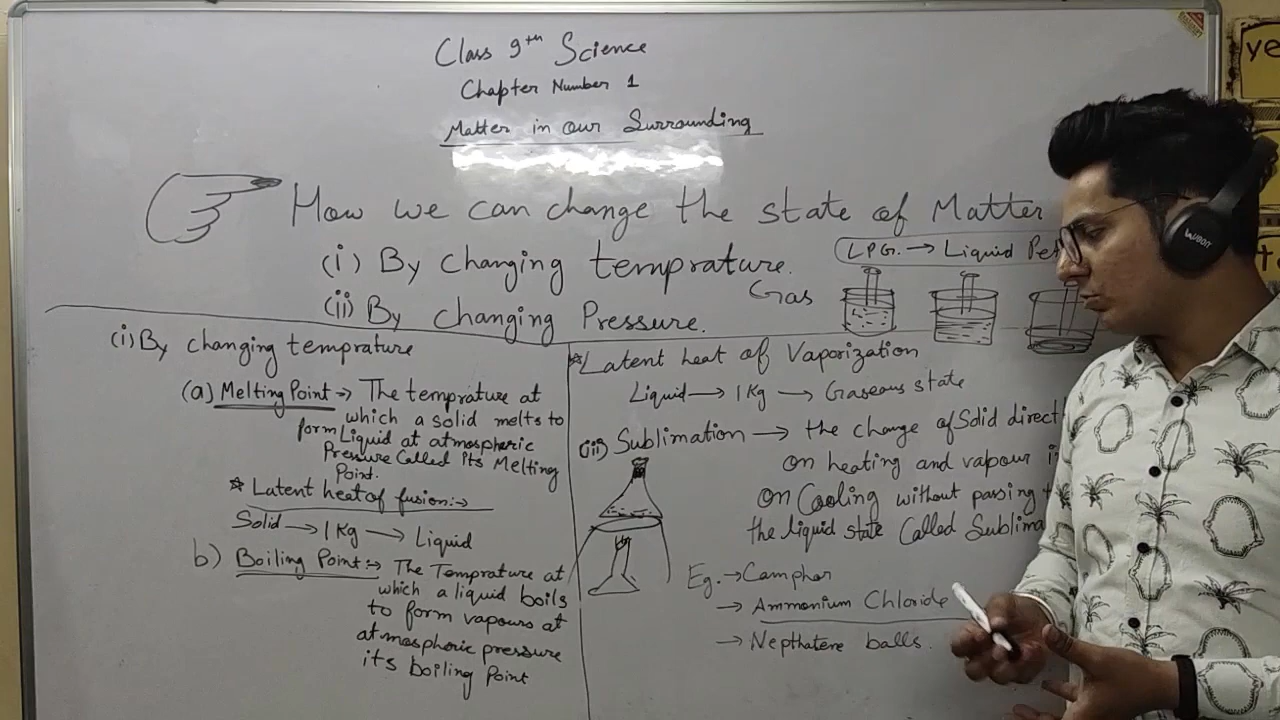 Class 9th Science
Chapter Number 1
Matter in our Surrounding
How we can change the state of Matter
(i) By changing temprature.
(ii) By changing Pressure.
LPG. → Liquid Pe
Gas
(i) By changing temprature
(a) Melting Point → The temprature at
which a solid melts to
form Liquid at atmospheric
Pressure Called its Melting
Point.
* Latent heat of fusion:→
Solid → 1 Kg → Liquid
b) Boiling Point:→ The Temprature at
which a liquid boils
to form vapours at
atmospheric pressure
its boiling Point
* Latent heat of Vaporization
Liquid → 1 Kg → Gaseous state
(iii) Sublimation → the change of Solid direct
on heating and vapour i
on Cooling without passing t
the liquid state Called Sublima
Eg. → Camphor
→ Ammonium Chloride
→ Nepthatene balls.
ye
WUBON